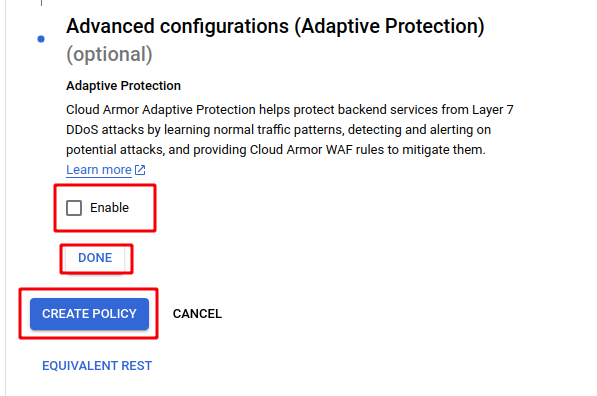 Advanced configurations (Adaptive Protection)
(optional)
Adaptive Protection
Cloud Armor Adaptive Protection helps protect backend services from Layer 7
DDoS attacks by learning normal traffic patterns, detecting and alerting on
potential attacks, and providing Cloud Armor WAF rules to mitigate them.
Learn more
Enable
DONE
CREATE POLICY CANCEL
EQUIVALENT REST